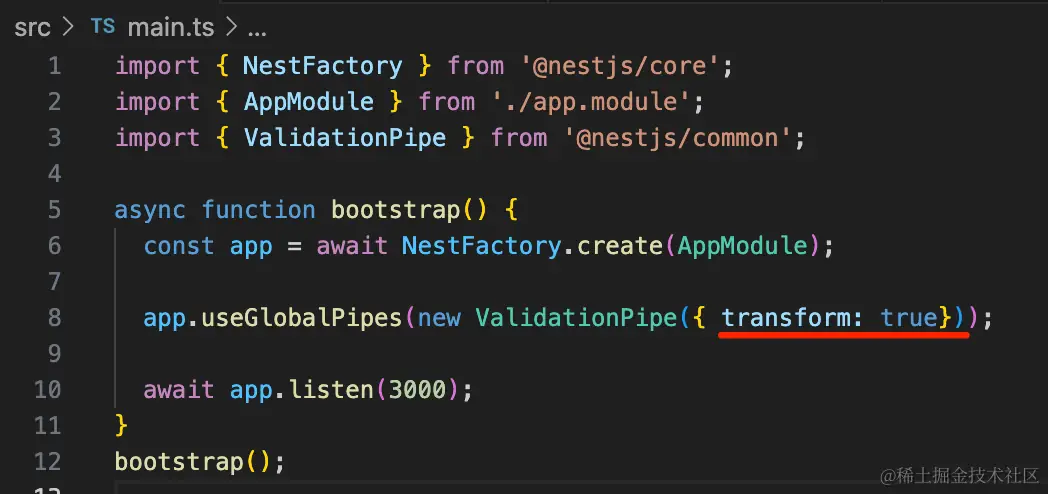 src > TS main.ts > ...
1 import { NestFactory } from '@nestjs/core';
2 import { AppModule } from './app.module';
3 import { ValidationPipe } from '@nestjs/common';
4
5 async function bootstrap() {
6 const app = await NestFactory.create(AppModule);
7
8 app.useGlobalPipes(new ValidationPipe({ transform: true}));
9
10 await app.listen(3000);
11 }
12 bootstrap();
13
@稀土掘金技术社区